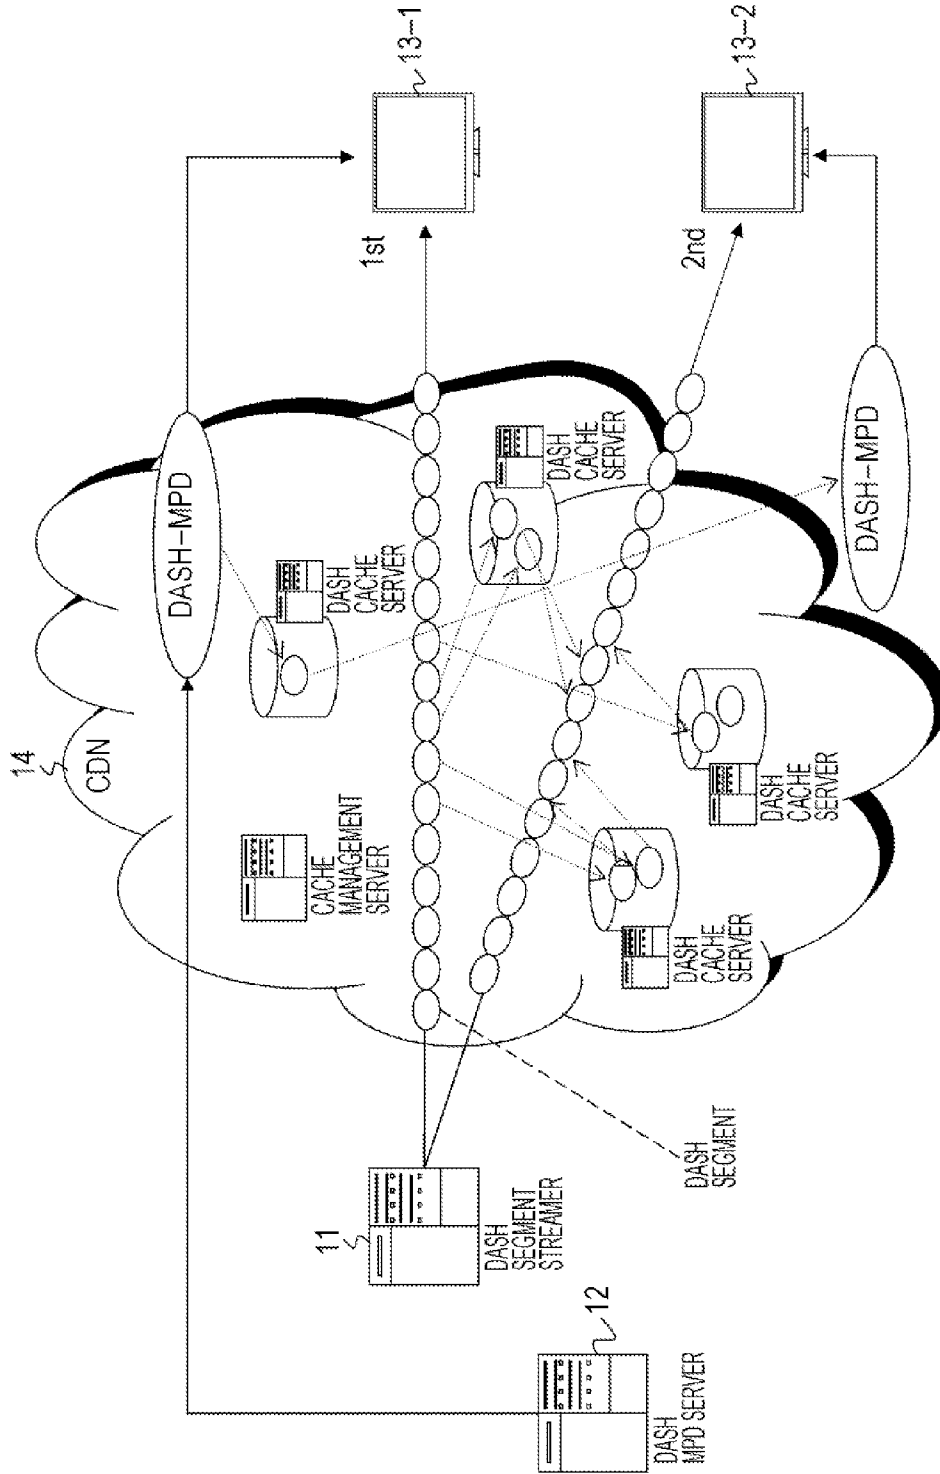 13-1
13-2
1st
2nd
DASH-MPD
DASH-MPD
DASH
CACHE
SERVER
DASH
CACHE
SERVER
14
CDN
CACHE
MANAGEMENT
SERVER
DASH
CACHE
SERVER
DASH
CACHE
SERVER
DASH
SEGMENT
11
DASH
SEGMENT
STREAMER
12
DASH
MPD SERVER